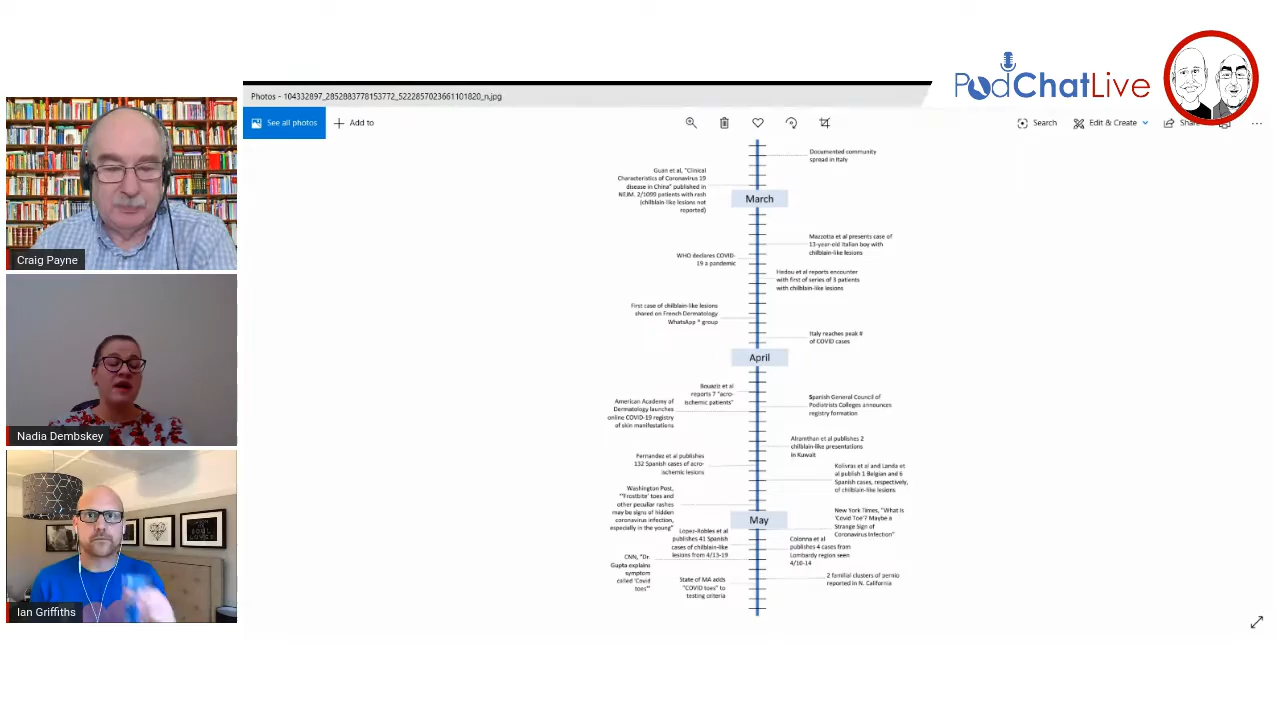 PodChatLive
Photos - 104332897_2852883778153772_5222857023661101820_n.jpg
See all photos
Add to
Search
Edit & Create
Share
Documented community
spread in Italy
Guan et al, "Clinical
Characteristics of Coronavirus 19
disease in China" published in
NEJM. 2/1099 patients with rash
(chilblain-like lesions not
reported)
March
Mazzotta et al presents case of
13-year-old Italian boy with
chilblain-like lesions
WHO declares COVID-
19 a pandemic
Hedou et al reports encounter
with first of series of 3 patients
with chilblain-like lesions
First case of chilblain-like lesions
shared on French Dermatology
WhatsApp ® group
Italy reaches peak #
of COVID cases
April
Bouaziz et al
reports 7 "acro-
ischemic patients"
American Academy of
Dermatology launches
online COVID-19 registry
of skin manifestations
Spanish General Council of
Podiatrists Colleges announces
registry formation
Alramthan et al publishes 2
chilblain-like presentations
in Kuwait
Fernandez et al publishes
132 Spanish cases of acro-
ischemic lesions
Kolivras et al and Landa et
al publish 1 Belgian and 6
Spanish cases, respectively,
of chilblain-like lesions
Washington Post,
"'Frostbite' toes and
other peculiar rashes
may be signs of hidden
coronavirus infection,
especially in the young"
New York Times, "What is
'Covid Toe'? Maybe a
Strange Sign of
Coronavirus Infection"
May
Lopez-Robles et al
publishes 41 Spanish
cases of chilblain-like
lesions from 4/13-19
Colonna et al
publishes 4 cases from
Lombardy region seen
4/10-14
CNN, "Dr.
Gupta explains
symptom
called 'Covid
toes'"
State of MA adds
"COVID toes" to
testing criteria
2 familial clusters of pernio
reported in N. California
Craig Payne
Nadia Dembskey
Ian Griffiths